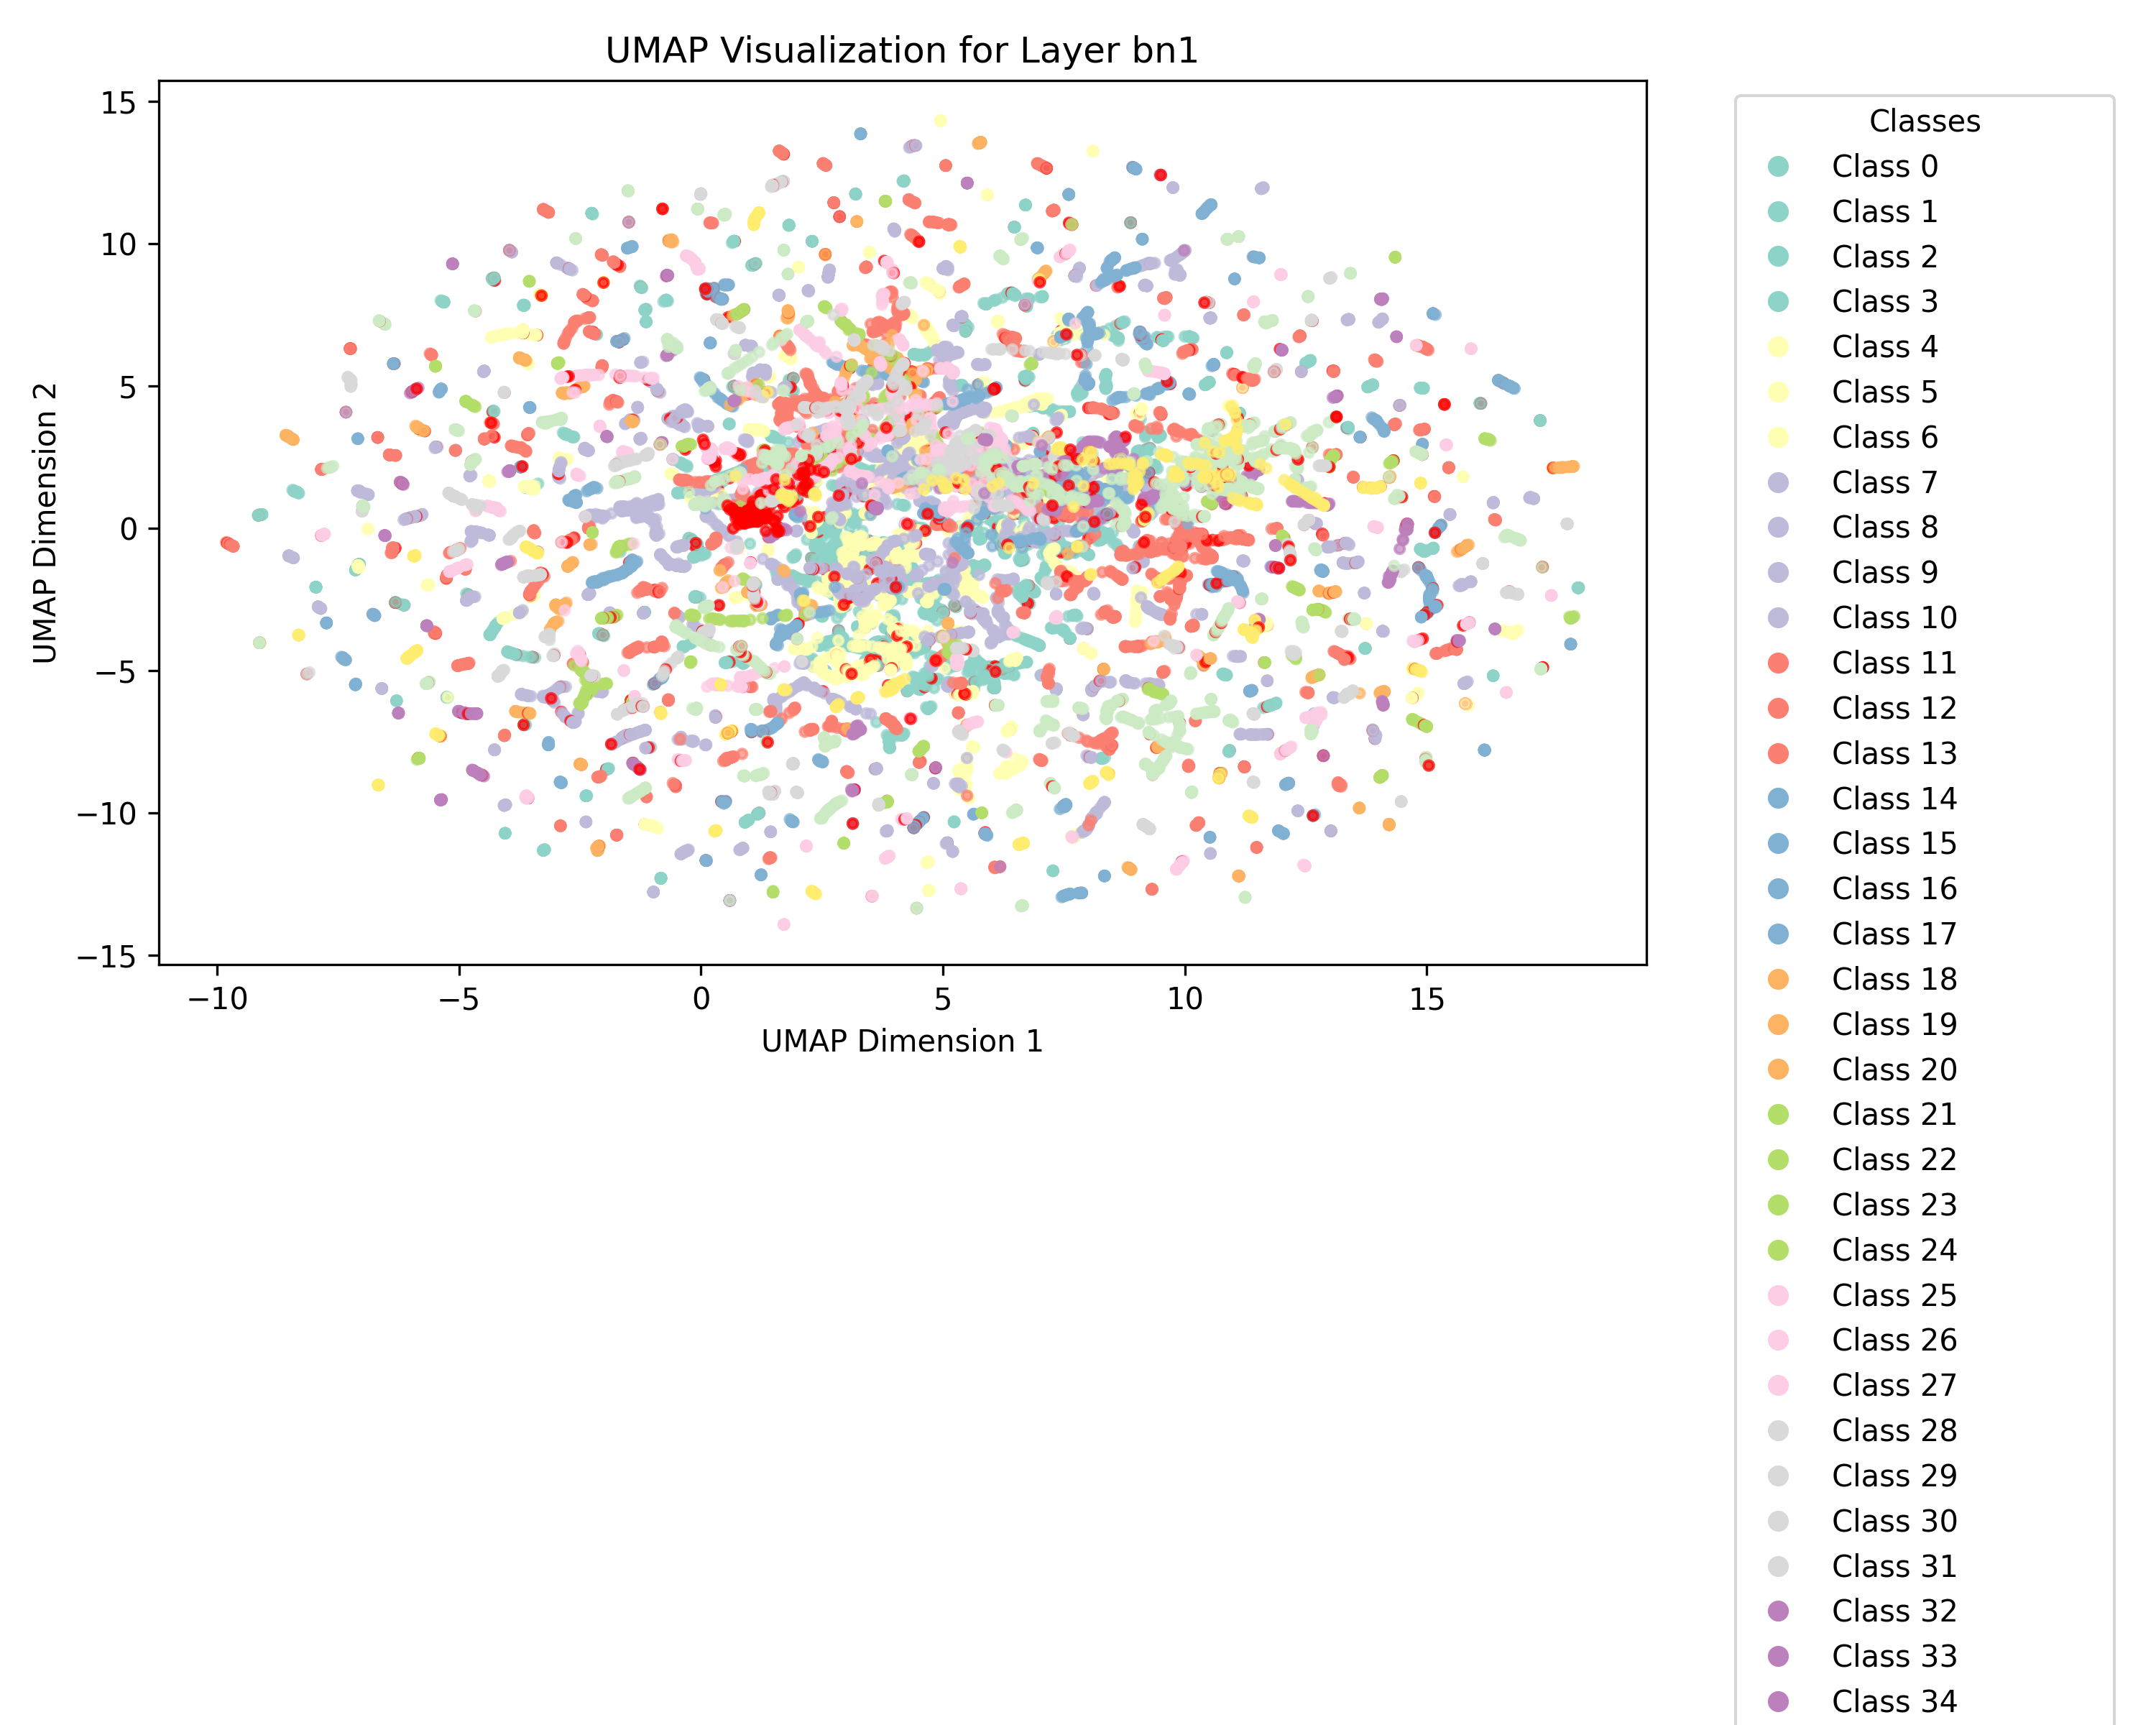 UMAP Visualization for Layer bn1
15
10
5
0
−5
−10
−15
UMAP Dimension 2
−10
−5
0
5
10
15
UMAP Dimension 1
Classes
Class 0
Class 1
Class 2
Class 3
Class 4
Class 5
Class 6
Class 7
Class 8
Class 9
Class 10
Class 11
Class 12
Class 13
Class 14
Class 15
Class 16
Class 17
Class 18
Class 19
Class 20
Class 21
Class 22
Class 23
Class 24
Class 25
Class 26
Class 27
Class 28
Class 29
Class 30
Class 31
Class 32
Class 33
Class 34